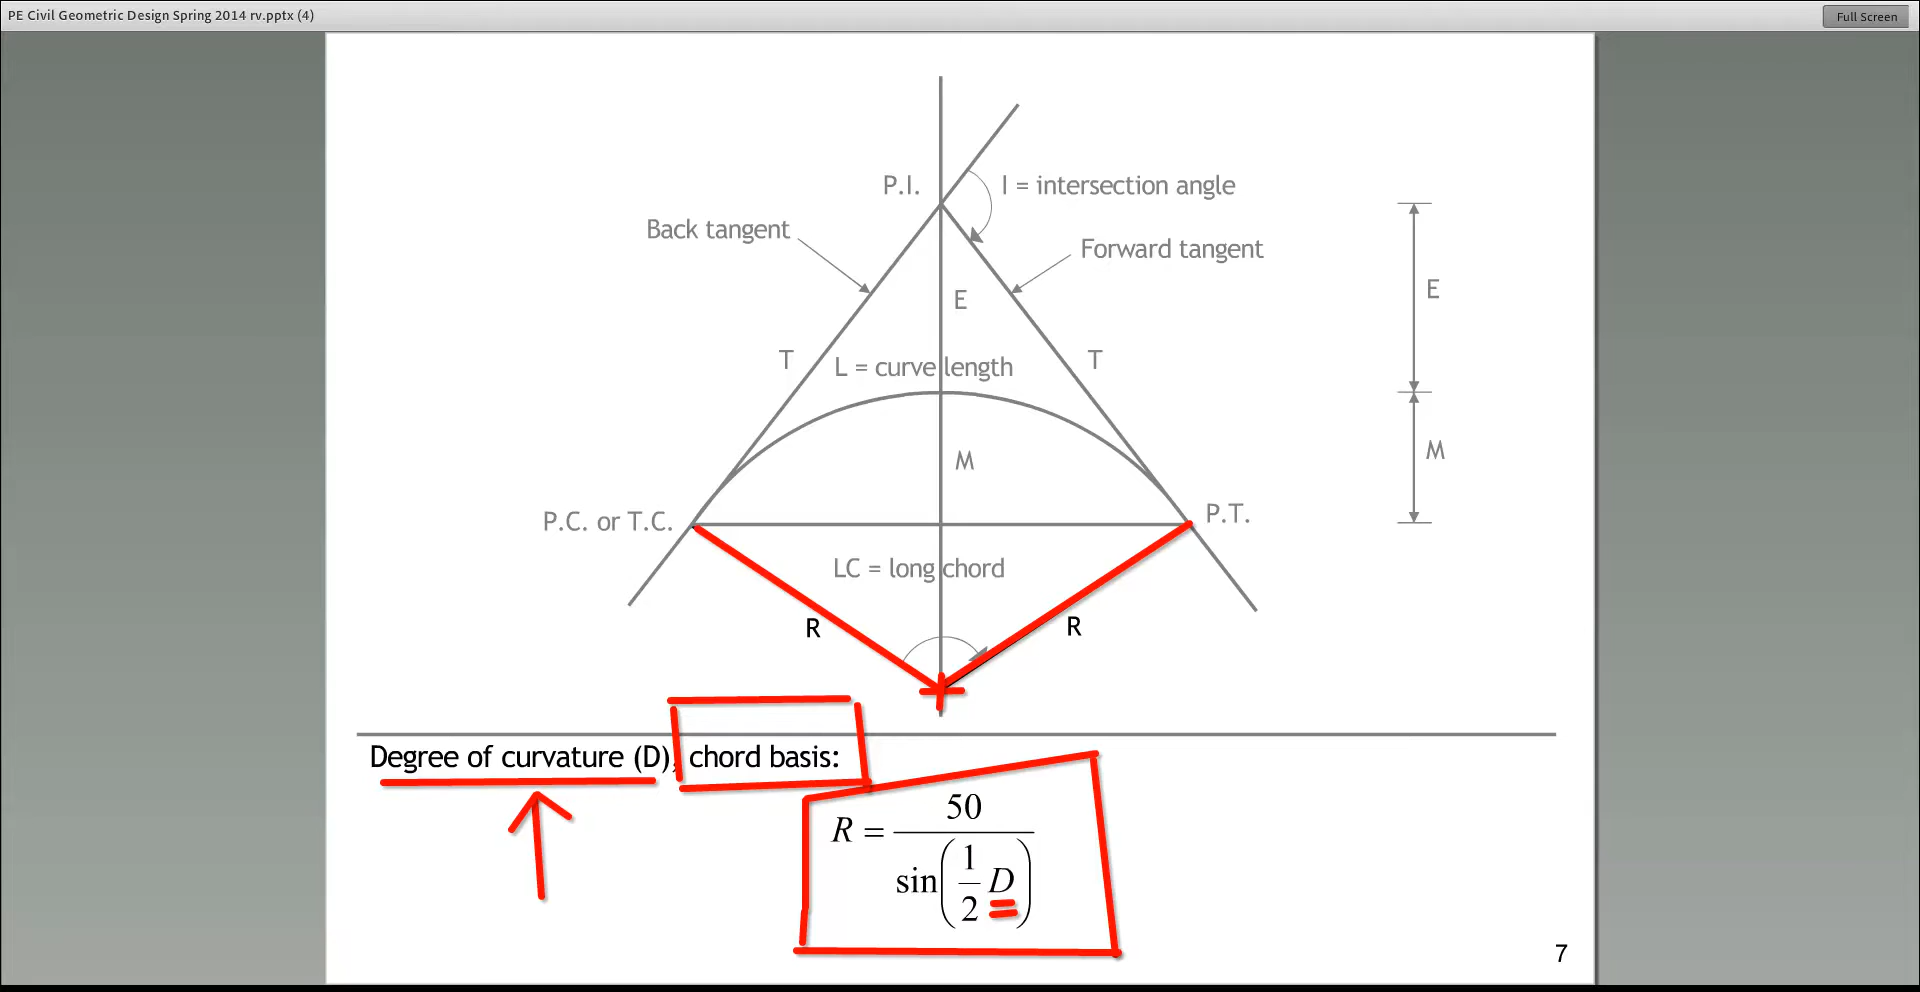 PE Civil Geometric Design Spring 2014 rv.pptx (4)
Full Screen
P.I.
I = intersection angle
Back tangent
Forward tangent
E
E
T
L = curve length
T
M
M
P.C. or T.C.
P.T.
LC = long chord
R
R
Degree of curvature (D), chord basis:
R = 50 / sin(1/2 D)
7